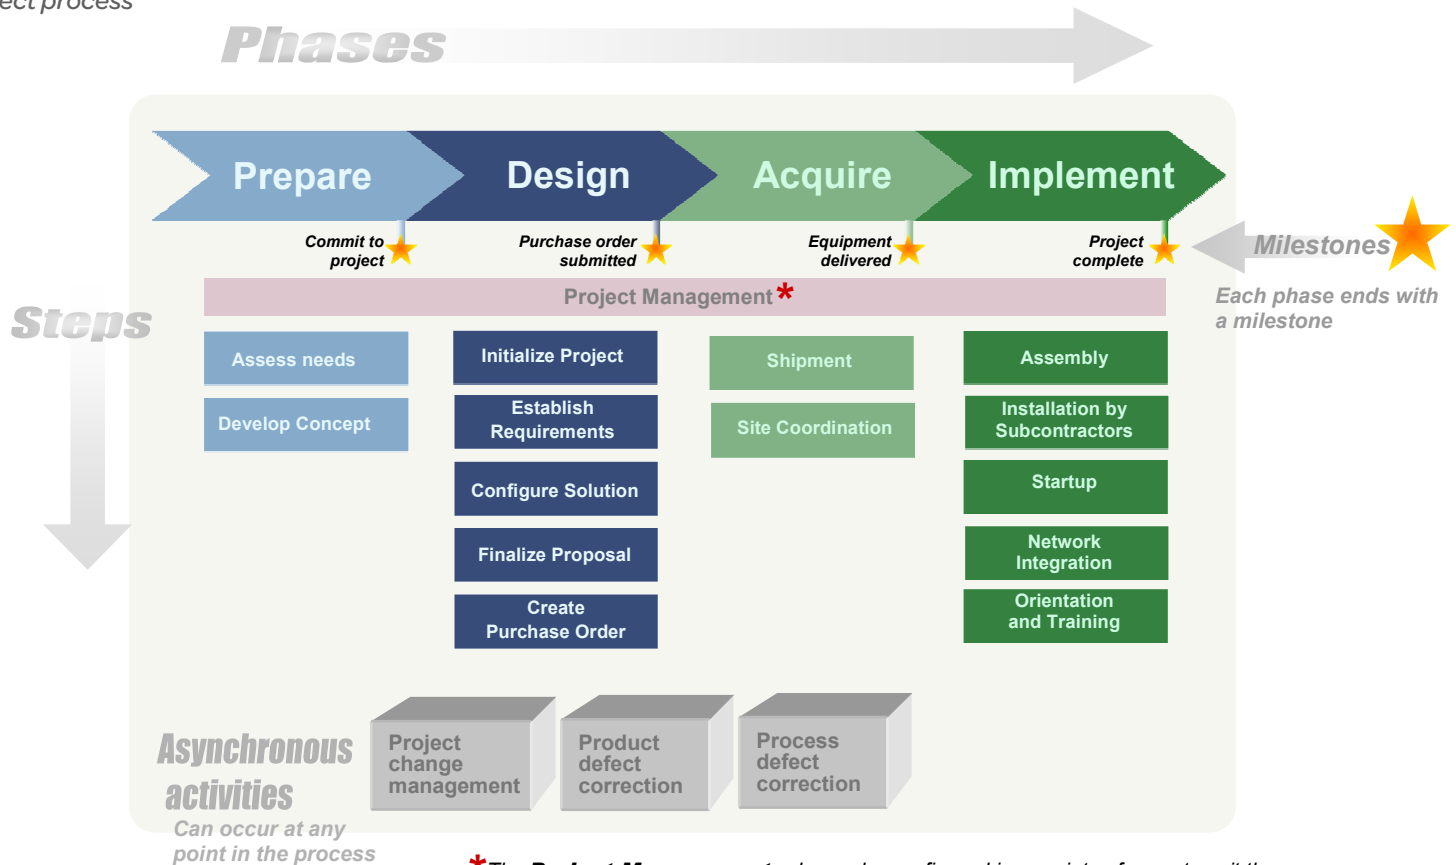 process
Phases
Prepare
Design
Acquire
Implement
Commit to
project
Purchase order
submitted
Equipment
delivered
Project
complete
Milestones
Each phase ends with
a milestone
Project Management*
Steps
Assess needs
Develop Concept
Initialize Project
Establish
Requirements
Configure Solution
Finalize Proposal
Create
Purchase Order
Shipment
Site Coordination
Assembly
Installation by
Subcontractors
Startup
Network
Integration
Orientation
and Training
Asynchronous
activities
Can occur at any
point in the process
Project
change
management
Product
defect
correction
Process
defect
correction